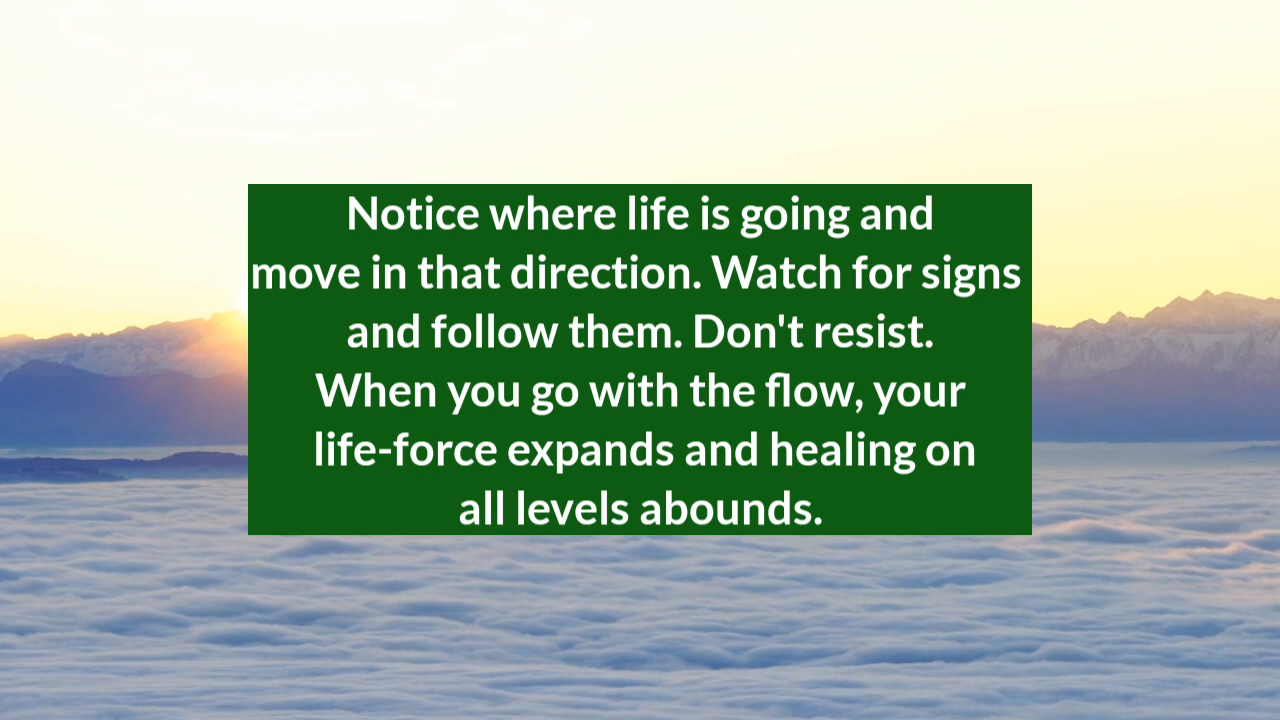 Notice where life is going and
move in that direction. Watch for signs
and follow them. Don't resist.
When you go with the flow, your
life-force expands and healing on
all levels abounds.